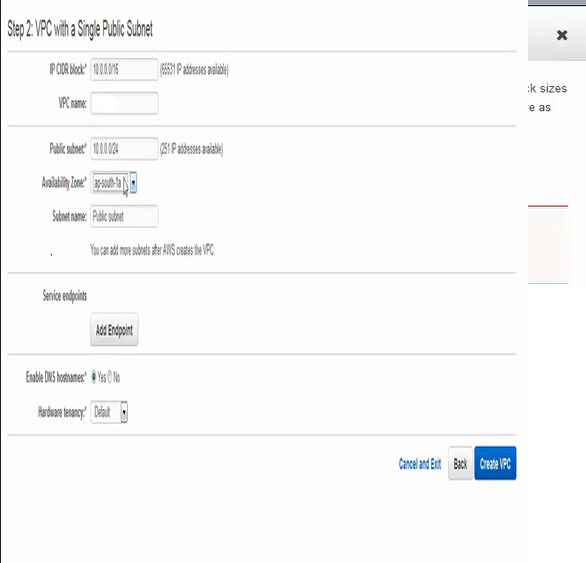 Step 2: VPC with a Single Public Subnet
IP CIDR block:* 10.0.0.0/16 (65531 IP addresses available)
VPC name:
Public subnet:* 10.0.0.0/24 (251 IP addresses available)
Availability Zone:* ap-south-1a
Subnet name: Public subnet
You can add more subnets after AWS creates the VPC.
Service endpoints
Add Endpoint
Enable DNS hostnames:* Yes No
Hardware tenancy:* Default
Cancel and Exit Back Create VPC
ck sizes
as